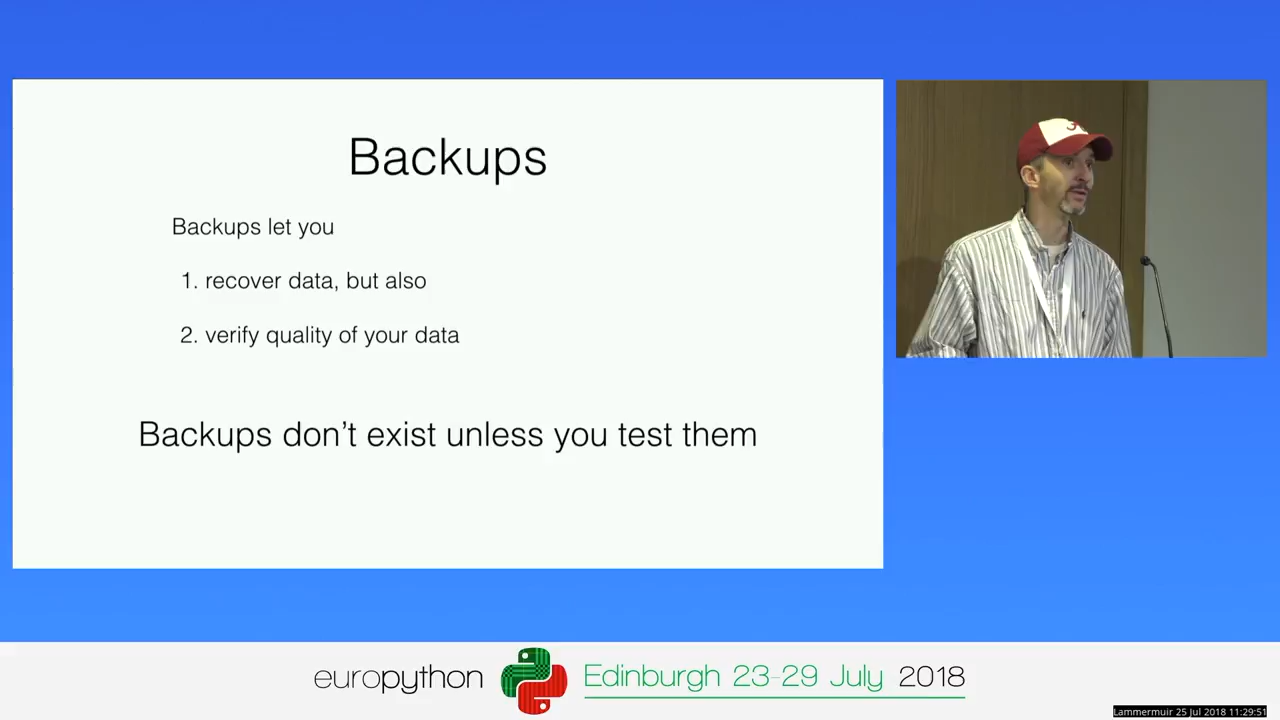 Backups
Backups let you
1. recover data, but also
2. verify quality of your data
Backups don't exist unless you test them
europython Edinburgh 23-29 July 2018
Lammermuir 25 Jul 2018 11:29:51